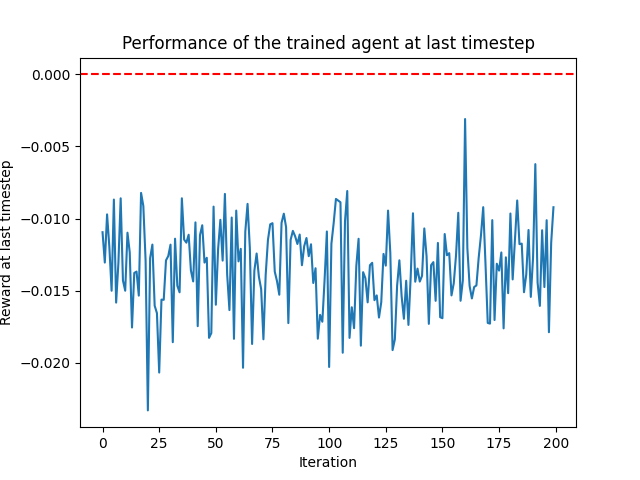 Performance of the trained agent at last timestep
Reward at last timestep
0.000
−0.005
−0.010
−0.015
−0.020
0 25 50 75 100 125 150 175 200
Iteration